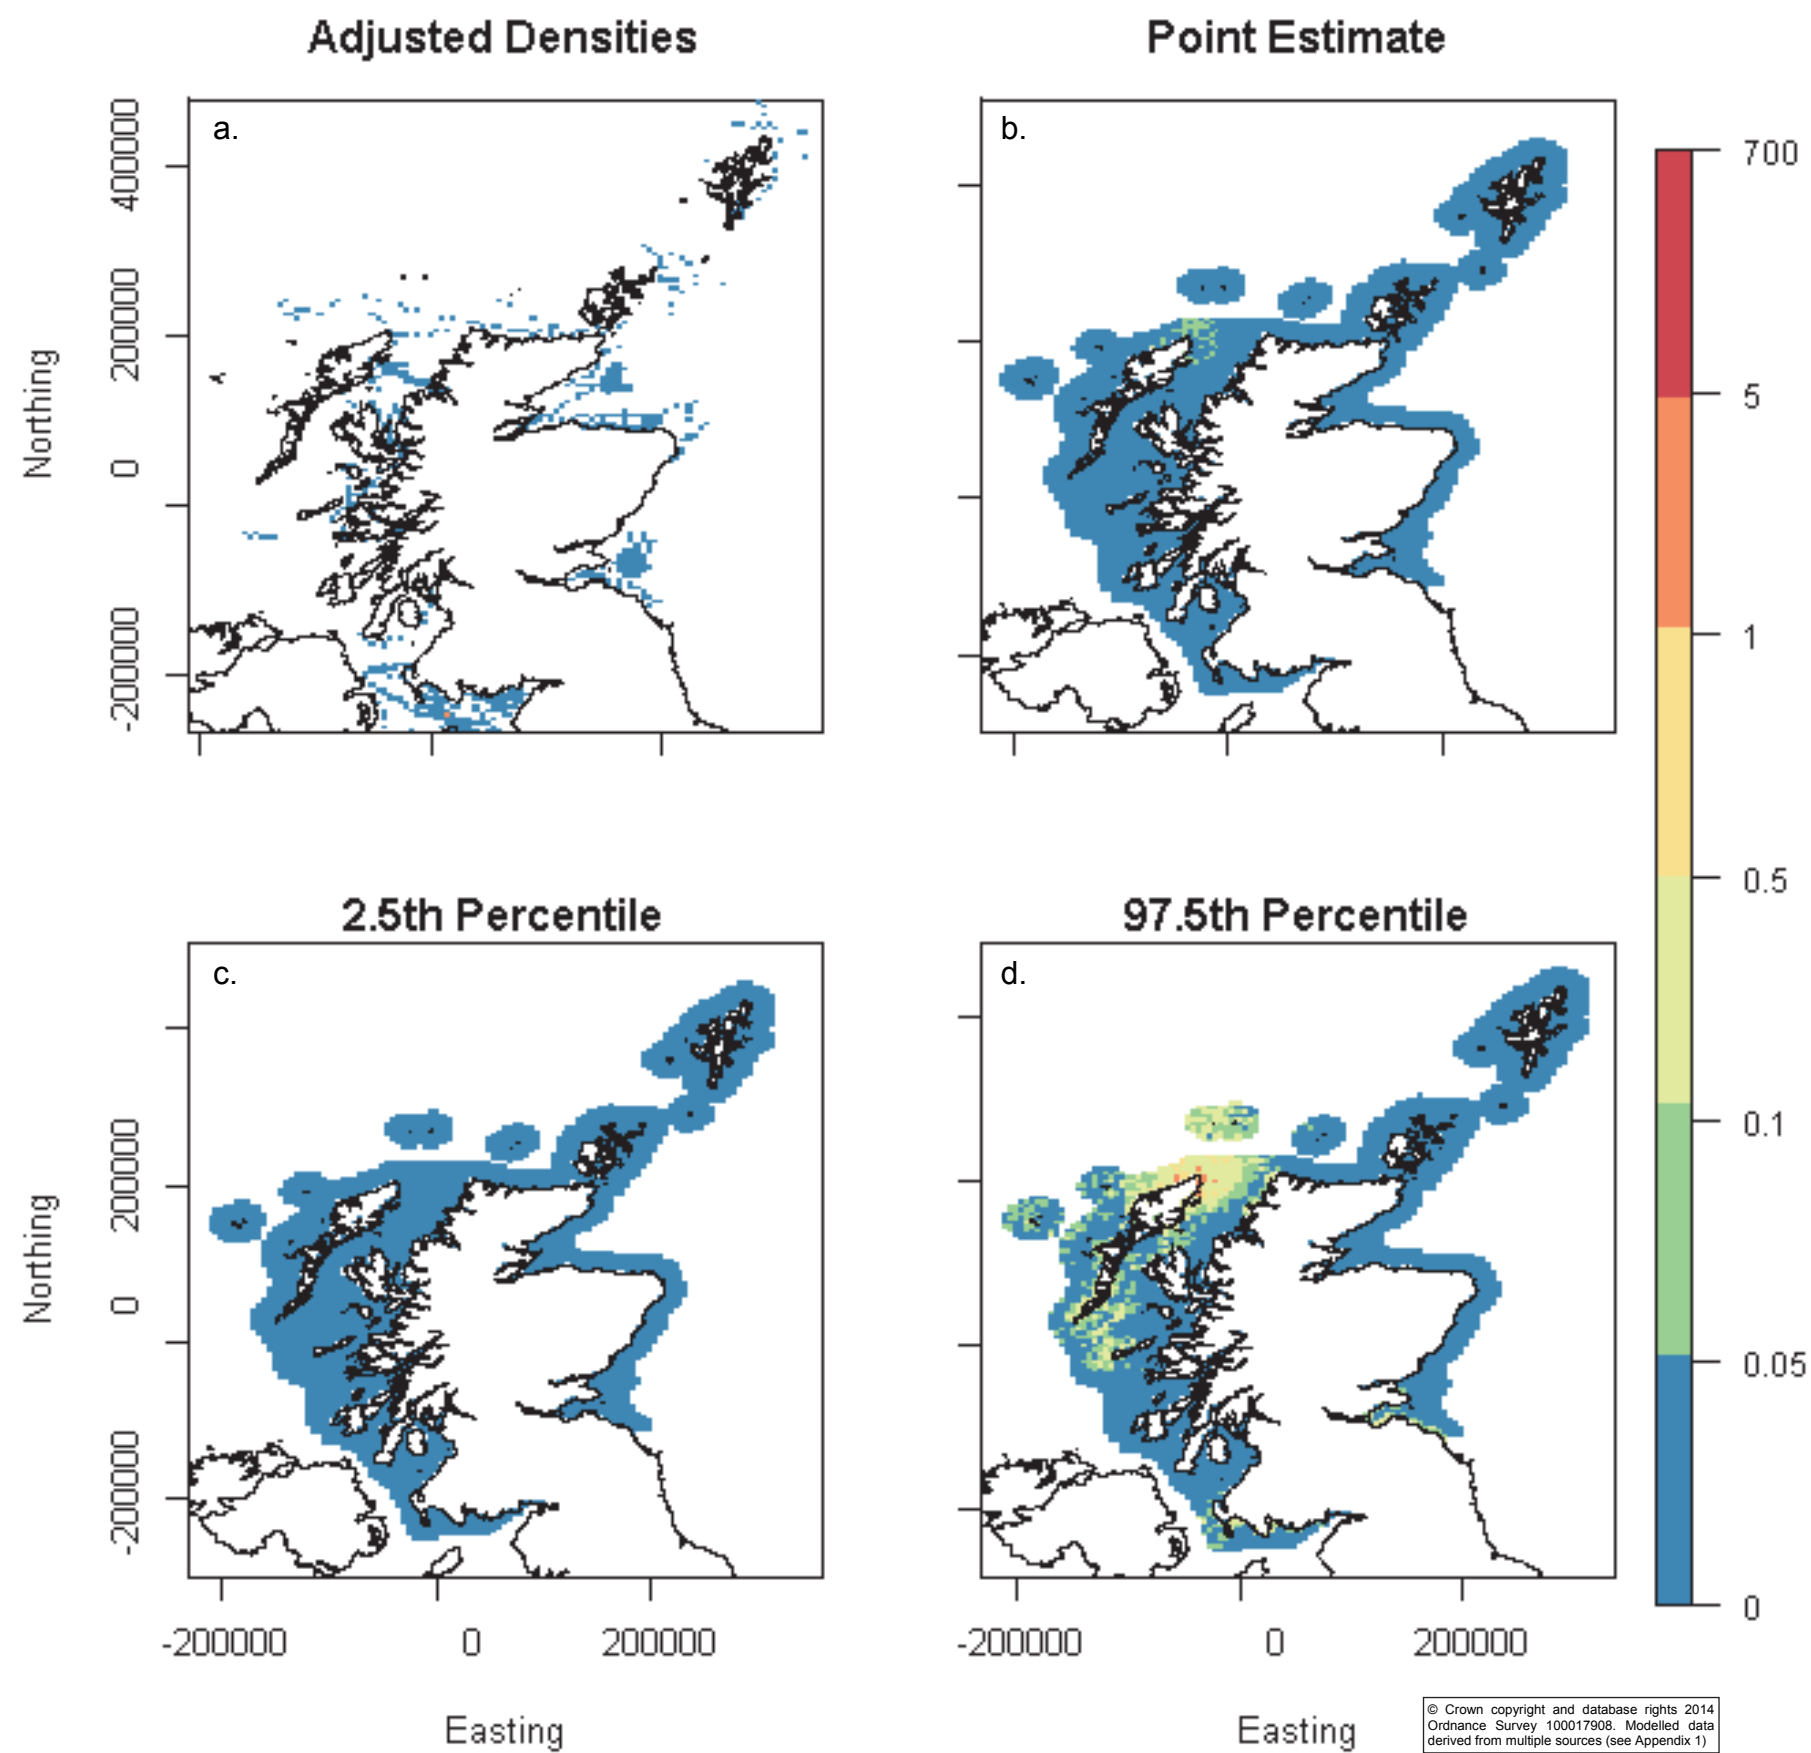 Adjusted Densities
Point Estimate
a.
b.
400000
200000
0
-200000
Northing
700
5
1
0.5
0.1
0.05
0
2.5th Percentile
97.5th Percentile
c.
d.
200000
0
-200000
Northing
-200000
0
200000
-200000
0
200000
Easting
Easting
© Crown copyright and database rights 2014
Ordnance Survey 100017908. Modelled data
derived from multiple sources (see Appendix 1)